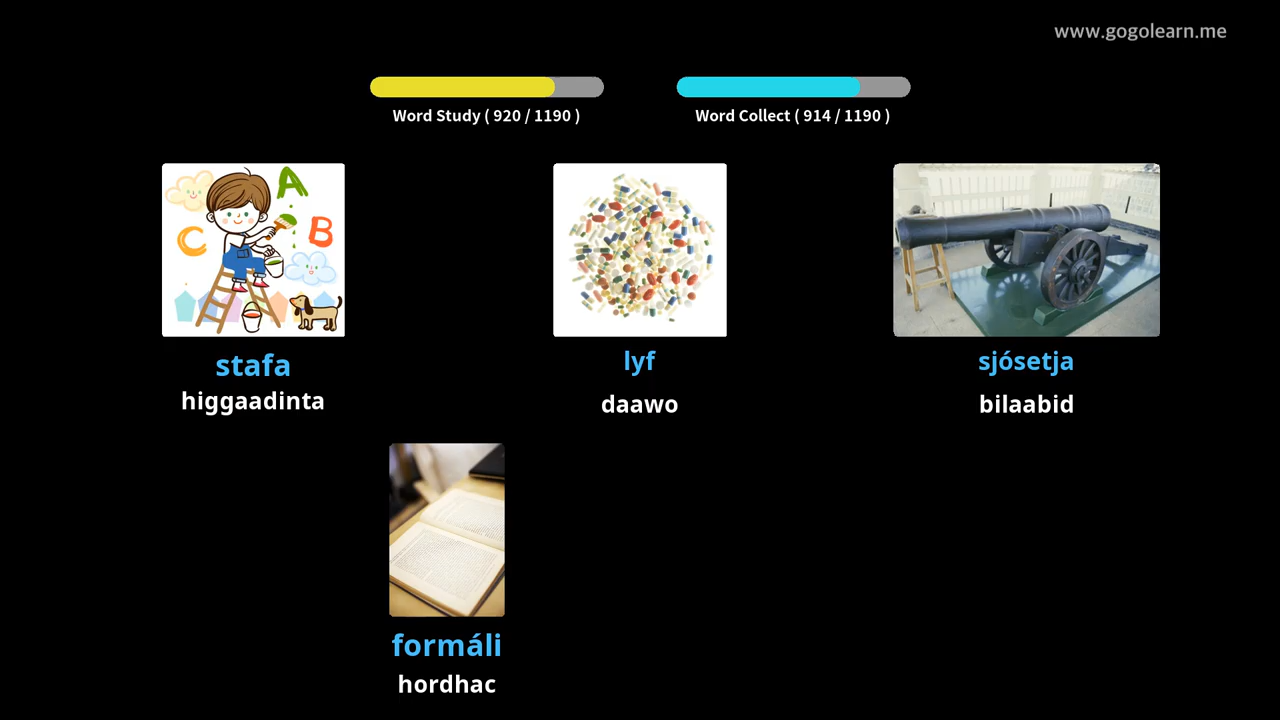 www.gogolearn.me
Word Study ( 920 / 1190 )
Word Collect ( 914 / 1190 )
A
B
C
stafa
higgaadinta
lyf
daawo
sjósetja
bilaabid
formáli
hordhac